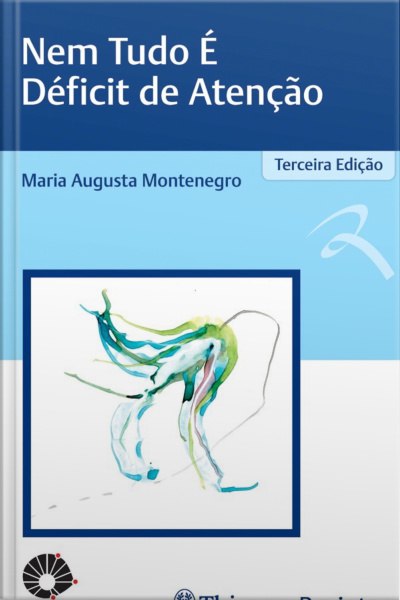 Nem Tudo É
Déficit de Atenção
Terceira Edição
Maria Augusta Montenegro